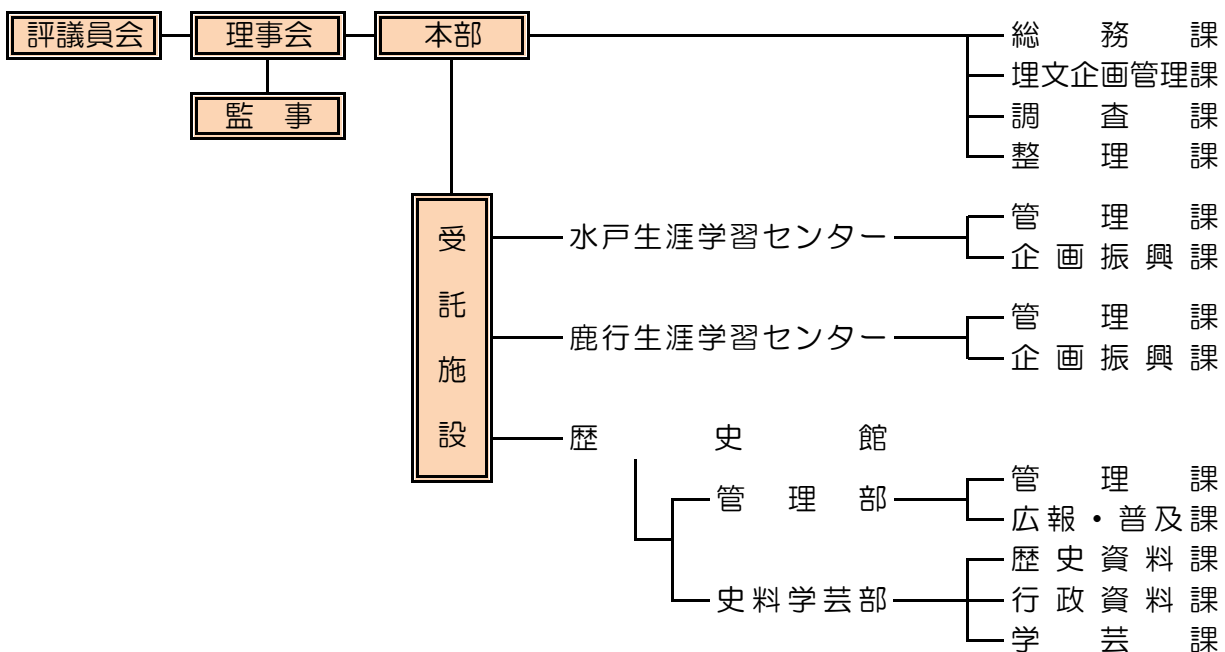 評議員会 理事会 本部 総務課
埋文企画管理課
監事 調査課
整理課
受託施設
水戸生涯学習センター 管理課
企画振興課
鹿行生涯学習センター 管理課
企画振興課
歴史館
管理部 管理課
広報・普及課
史料学芸部 歴史資料課
行政資料課
学芸課